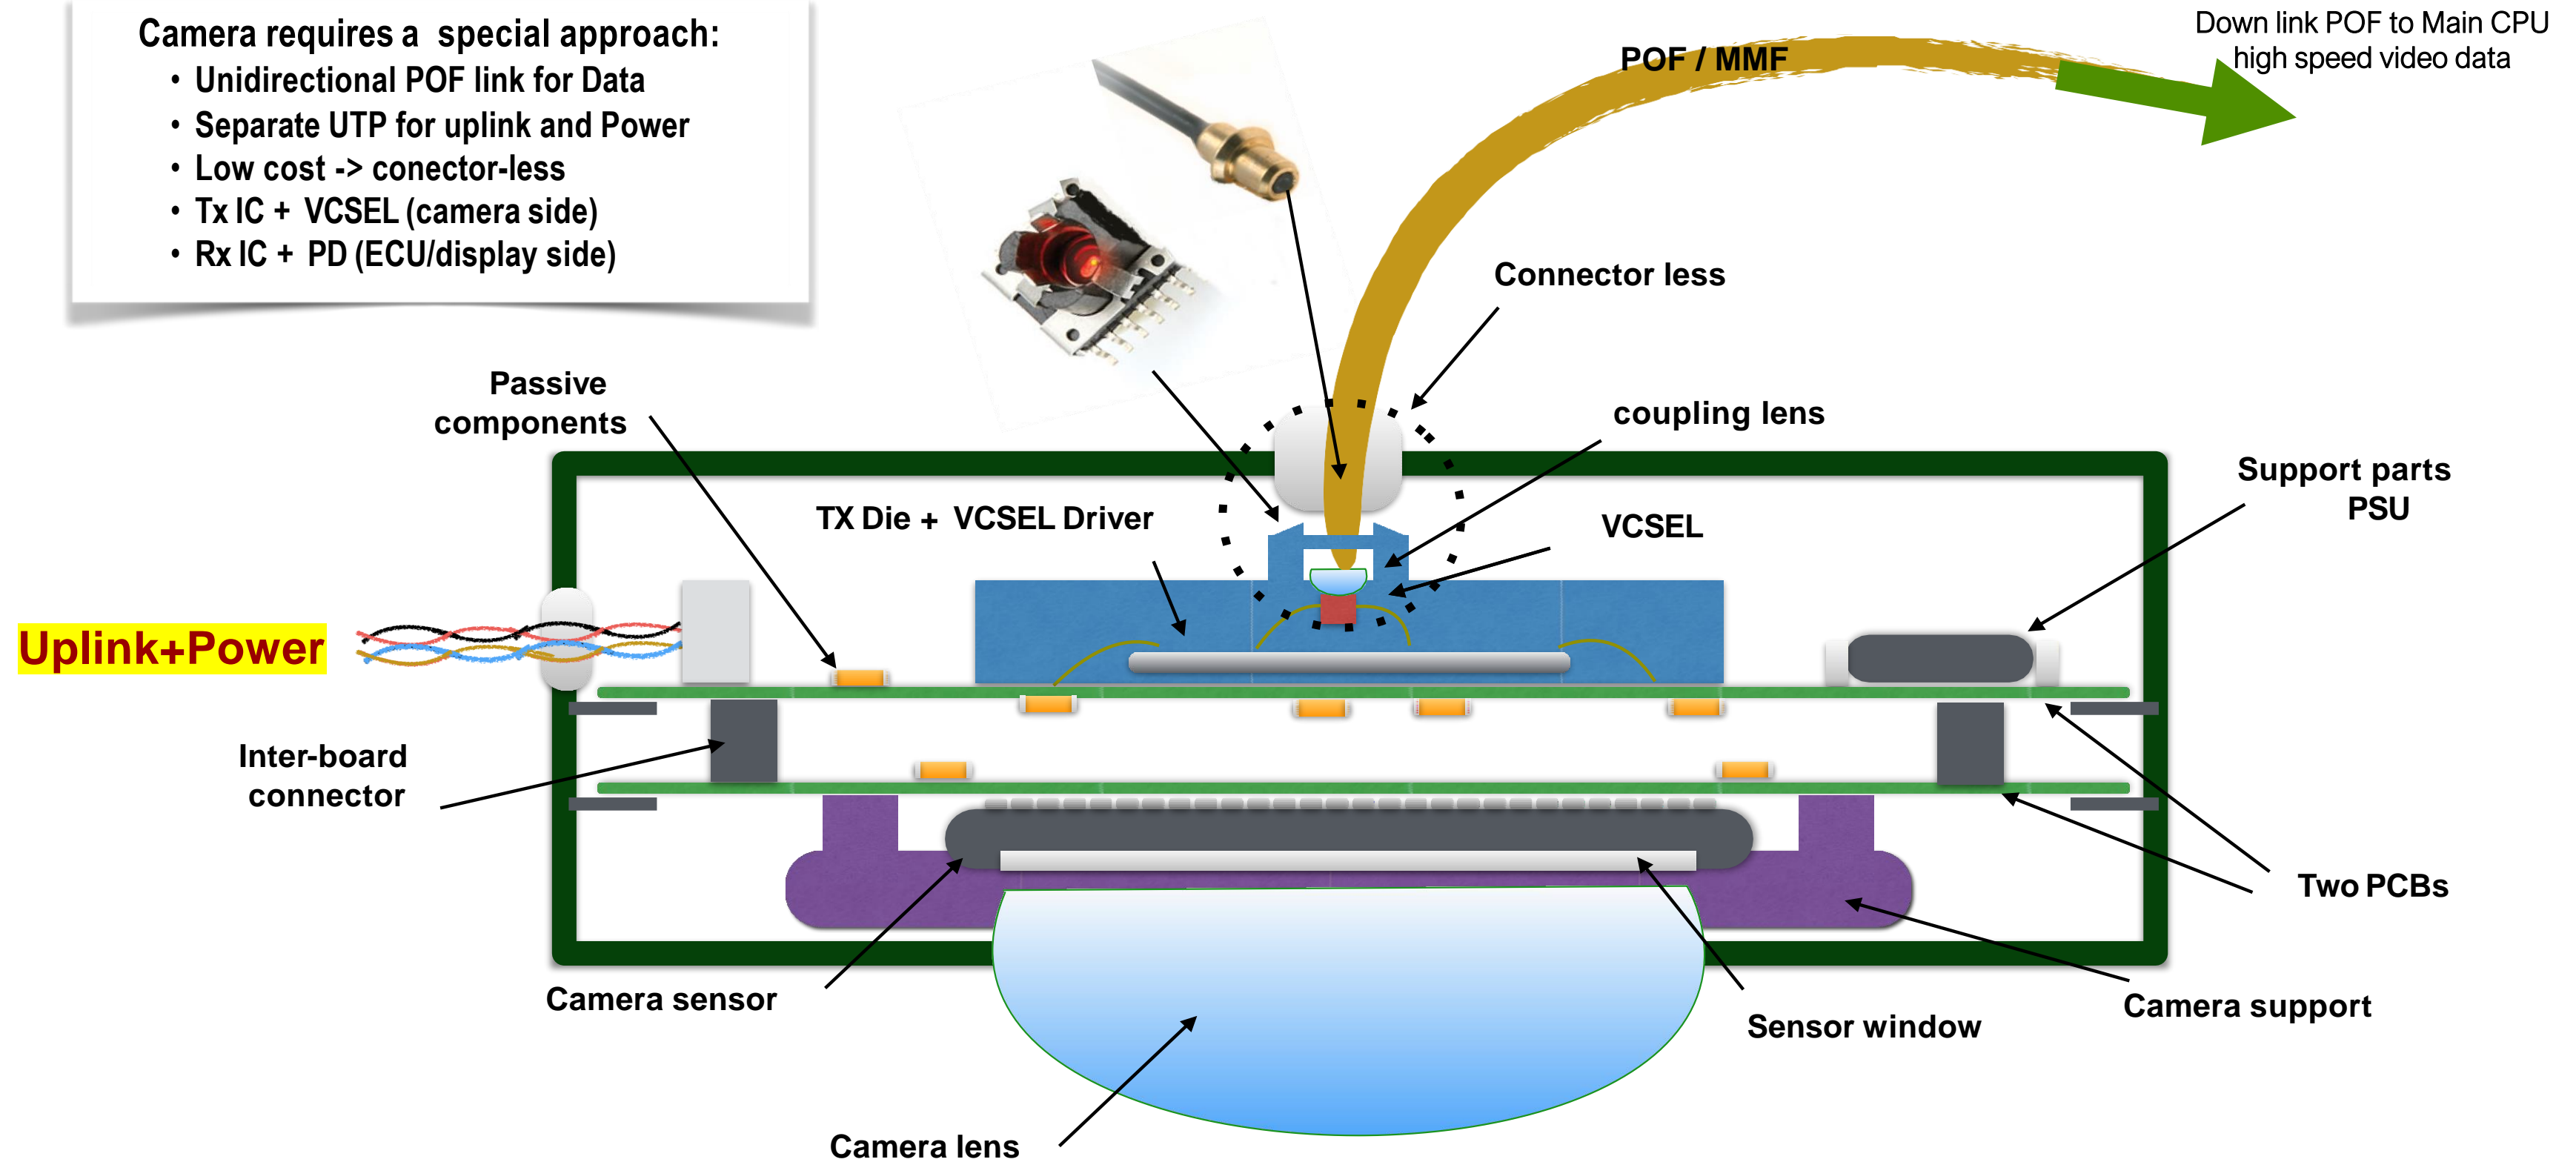 Camera requires a special approach:
• Unidirectional POF link for Data
• Separate UTP for uplink and Power
• Low cost -> conector-less
• Tx IC + VCSEL (camera side)
• Rx IC + PD (ECU/display side)
Down link POF to Main CPU
high speed video data
POF / MMF
Connector less
Passive
components
coupling lens
Support parts
PSU
TX Die + VCSEL Driver
VCSEL
Uplink+Power
Inter-board
connector
Two PCBs
Camera sensor
Camera support
Sensor window
Camera lens